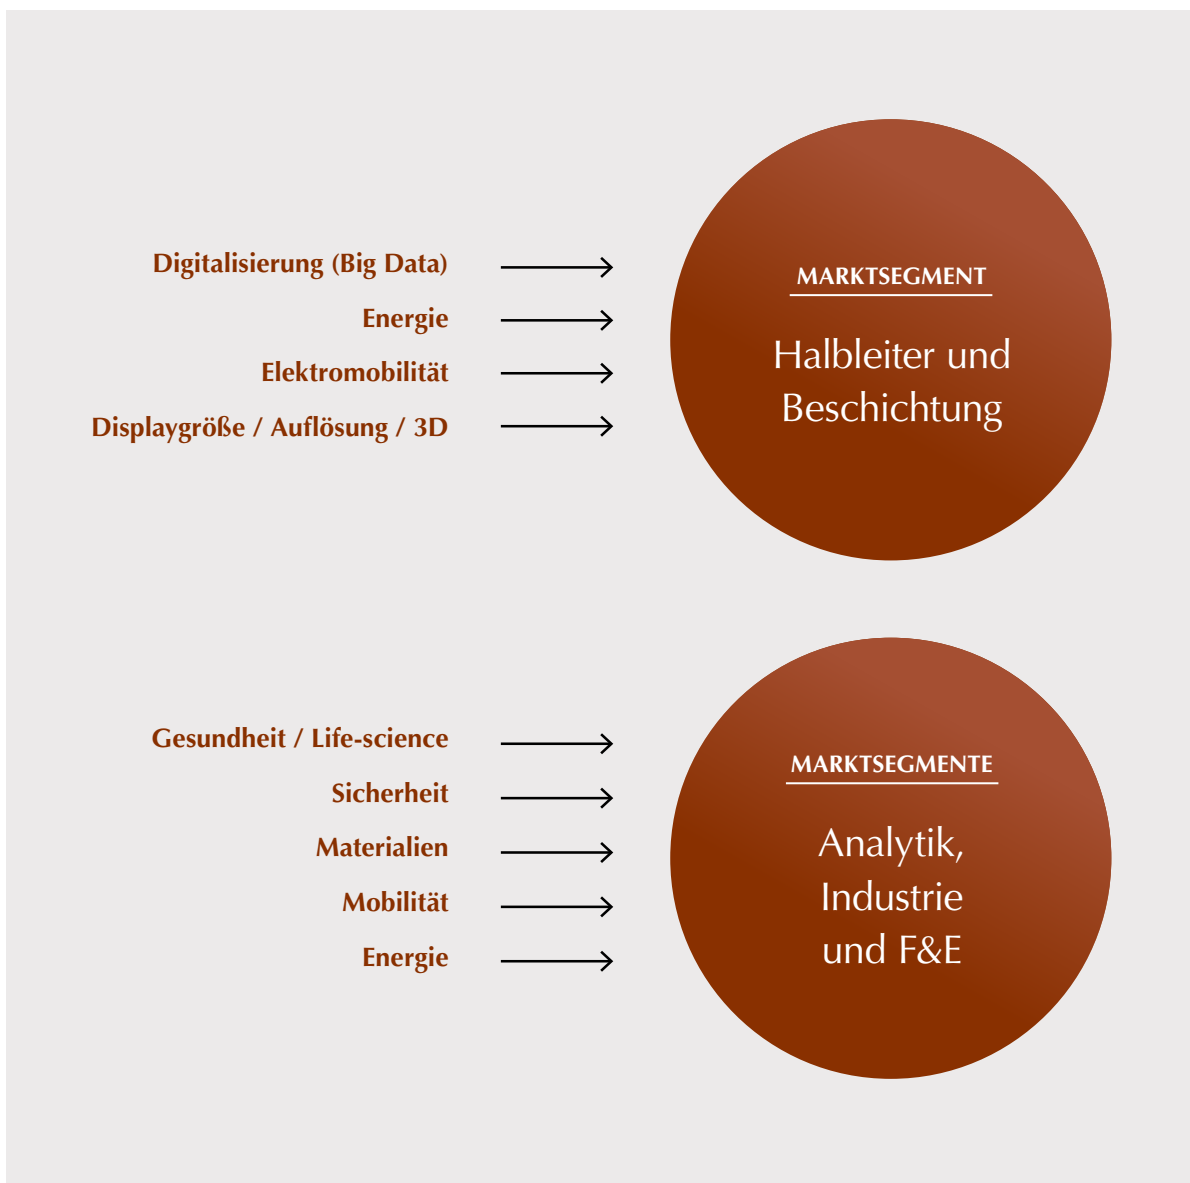 Digitalisierung (Big Data)
Energie
Elektromobilität
Displaygröße / Auflösung / 3D
MARKTSEGMENT
Halbleiter und
Beschichtung
Gesundheit / Life-science
Sicherheit
Materialien
Mobilität
Energie
MARKTSEGMENTE
Analytik,
Industrie
und F&E